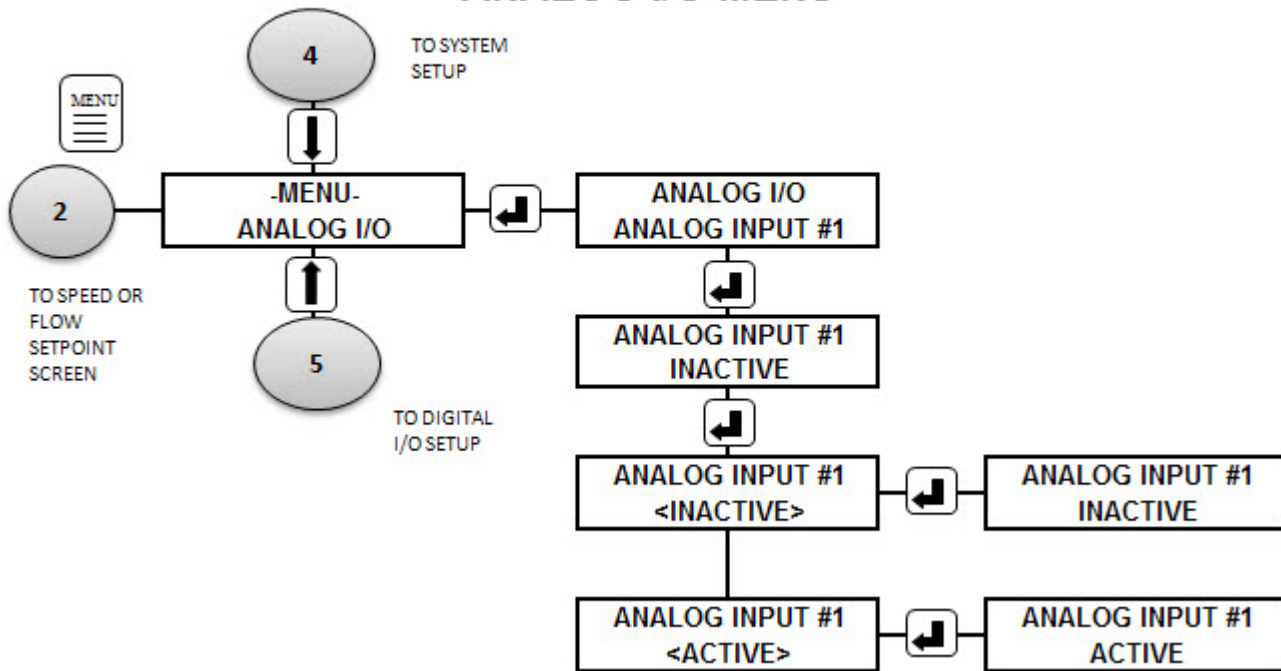 4
TO SYSTEM
SETUP
MENU
2
-MENU-
ANALOG I/O
ANALOG I/O
ANALOG INPUT #1
TO SPEED OR
FLOW
SETPOINT
SCREEN
5
TO DIGITAL
I/O SETUP
ANALOG INPUT #1
INACTIVE
ANALOG INPUT #1
<INACTIVE>
ANALOG INPUT #1
INACTIVE
ANALOG INPUT #1
<ACTIVE>
ANALOG INPUT #1
ACTIVE